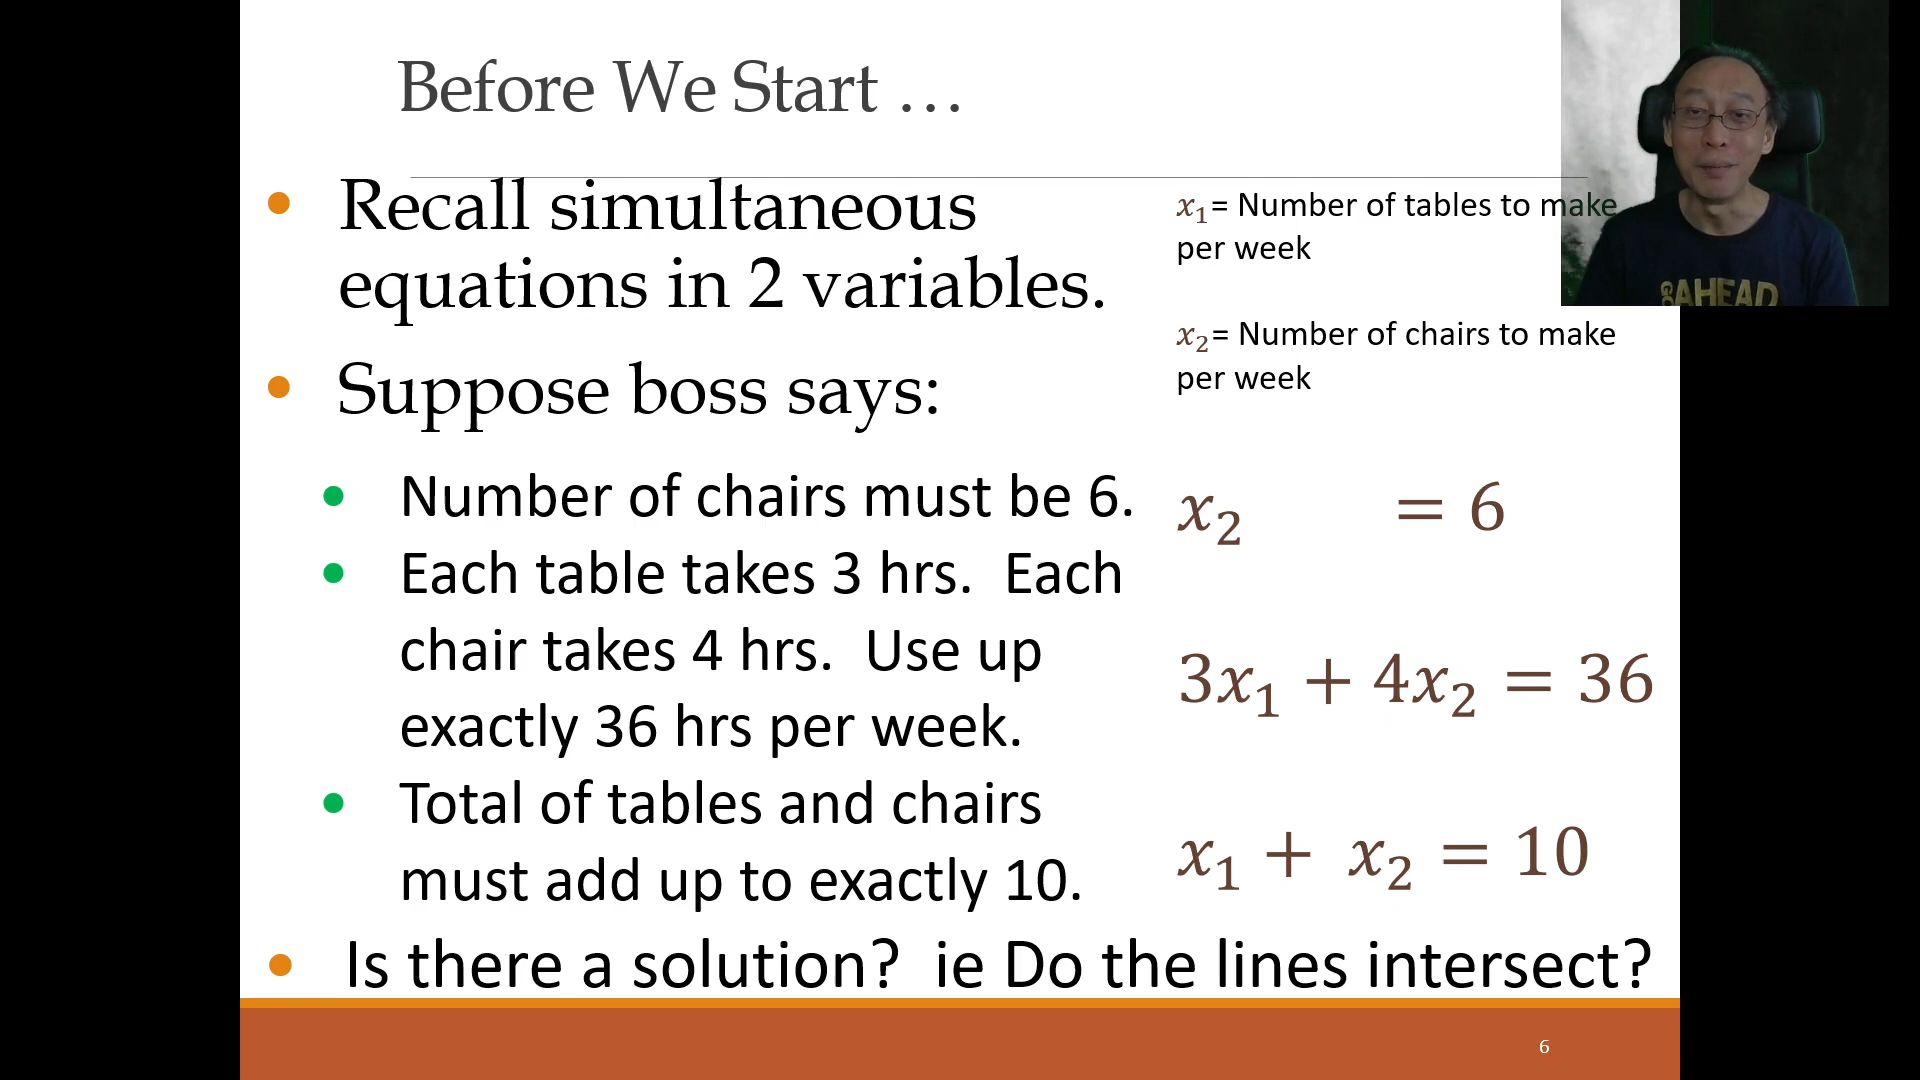 Before We Start …
• Recall simultaneous
equations in 2 variables.
• Suppose boss says:
• Number of chairs must be 6.
• Each table takes 3 hrs.  Each
chair takes 4 hrs.  Use up
exactly 36 hrs per week.
• Total of tables and chairs
must add up to exactly 10.
• Is there a solution?  ie Do the lines intersect?
x₁= Number of tables to make
per week
x₂= Number of chairs to make
per week
x₂ = 6
3x₁ + 4x₂ = 36
x₁ + x₂ = 10
GO AHEAD
6